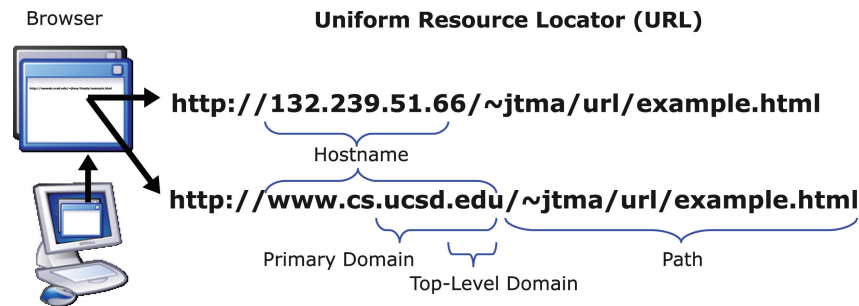 Browser
Uniform Resource Locator (URL)
http://132.239.51.66/~jtma/url/example.html
Hostname
http://www.cs.ucsd.edu/~jtma/url/example.html
Primary Domain
Path
Top-Level Domain